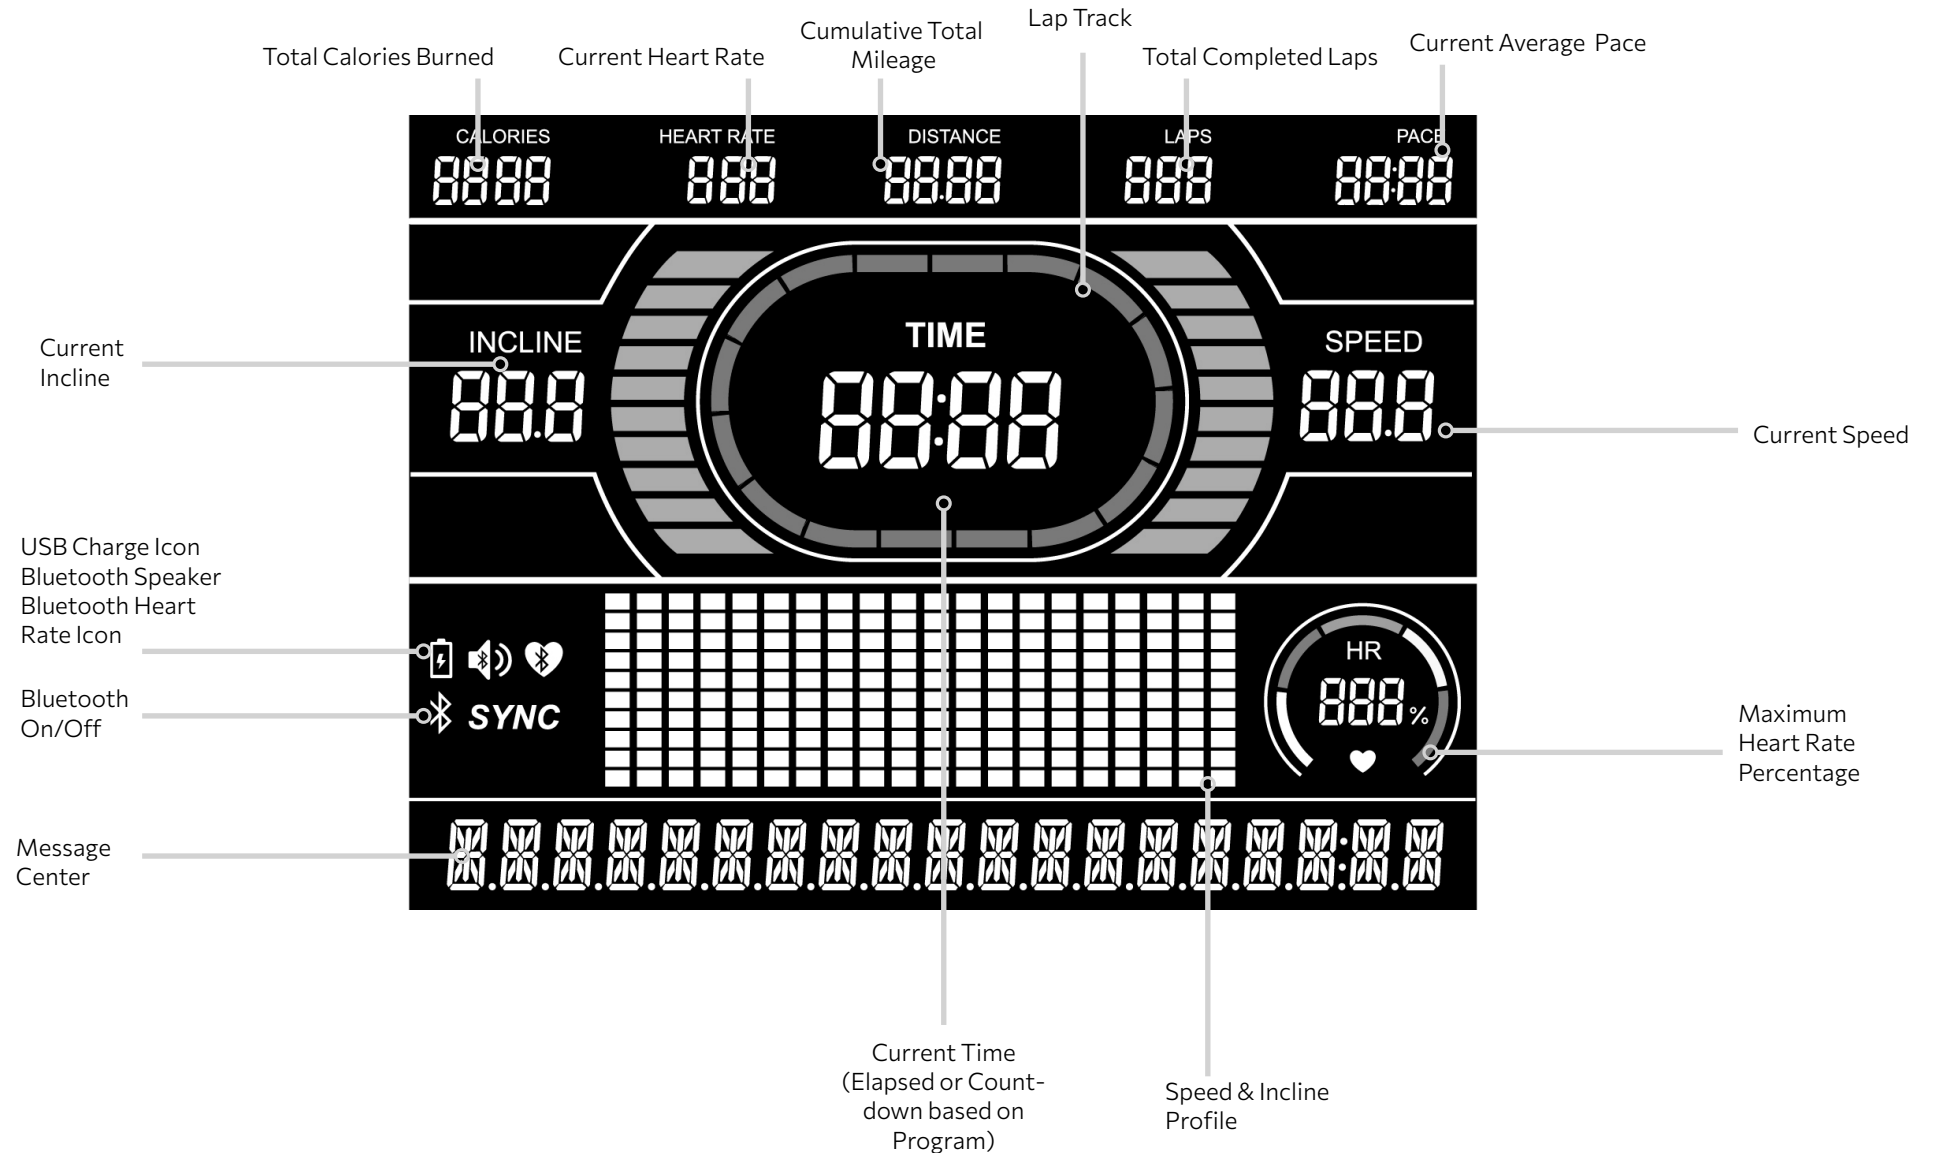 Lap Track
Cumulative Total
Mileage
Total Calories Burned
Current Heart Rate
Total Completed Laps
Current Average Pace
CALORIES
HEART RATE
DISTANCE
LAPS
PACE
8888
888
88.88
888
88:88
INCLINE
88.8
TIME
88:88
SPEED
88.8
Current
Incline
Current Speed
USB Charge Icon
Bluetooth Speaker
Bluetooth Heart
Rate Icon
Bluetooth
On/Off
SYNC
HR
888%
Maximum
Heart Rate
Percentage
Message
Center
Current Time
(Elapsed or Count-
down based on
Program)
Speed & Incline
Profile